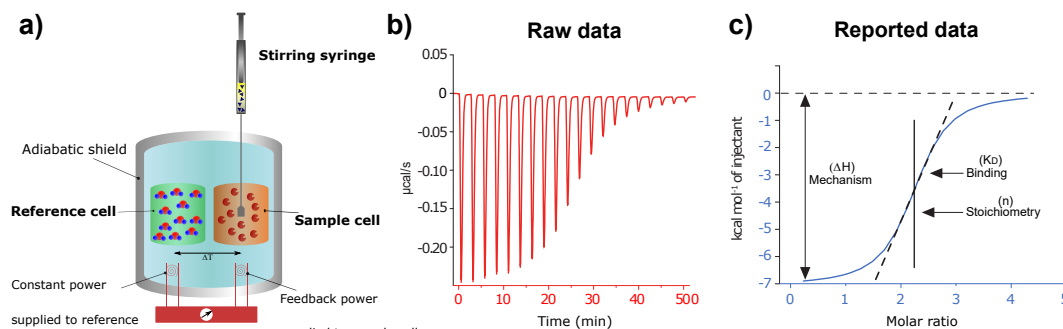 a)
Stirring syringe
Adiabatic shield
Reference cell
Sample cell
ΔT
Constant power
supplied to reference
Feedback power
b)
Raw data
0.05
0
-0.05
-0.10
-0.15
-0.20
µcal/s
0 10 20 30 40 500
Time (min)
c)
Reported data
0
-1
-2
-3
-4
-5
-6
-7
kcal mol⁻¹ of injectant
(ΔH)
Mechanism
(KD)
Binding
(n)
Stoichometry
0 1 2 3 4 5
Molar ratio